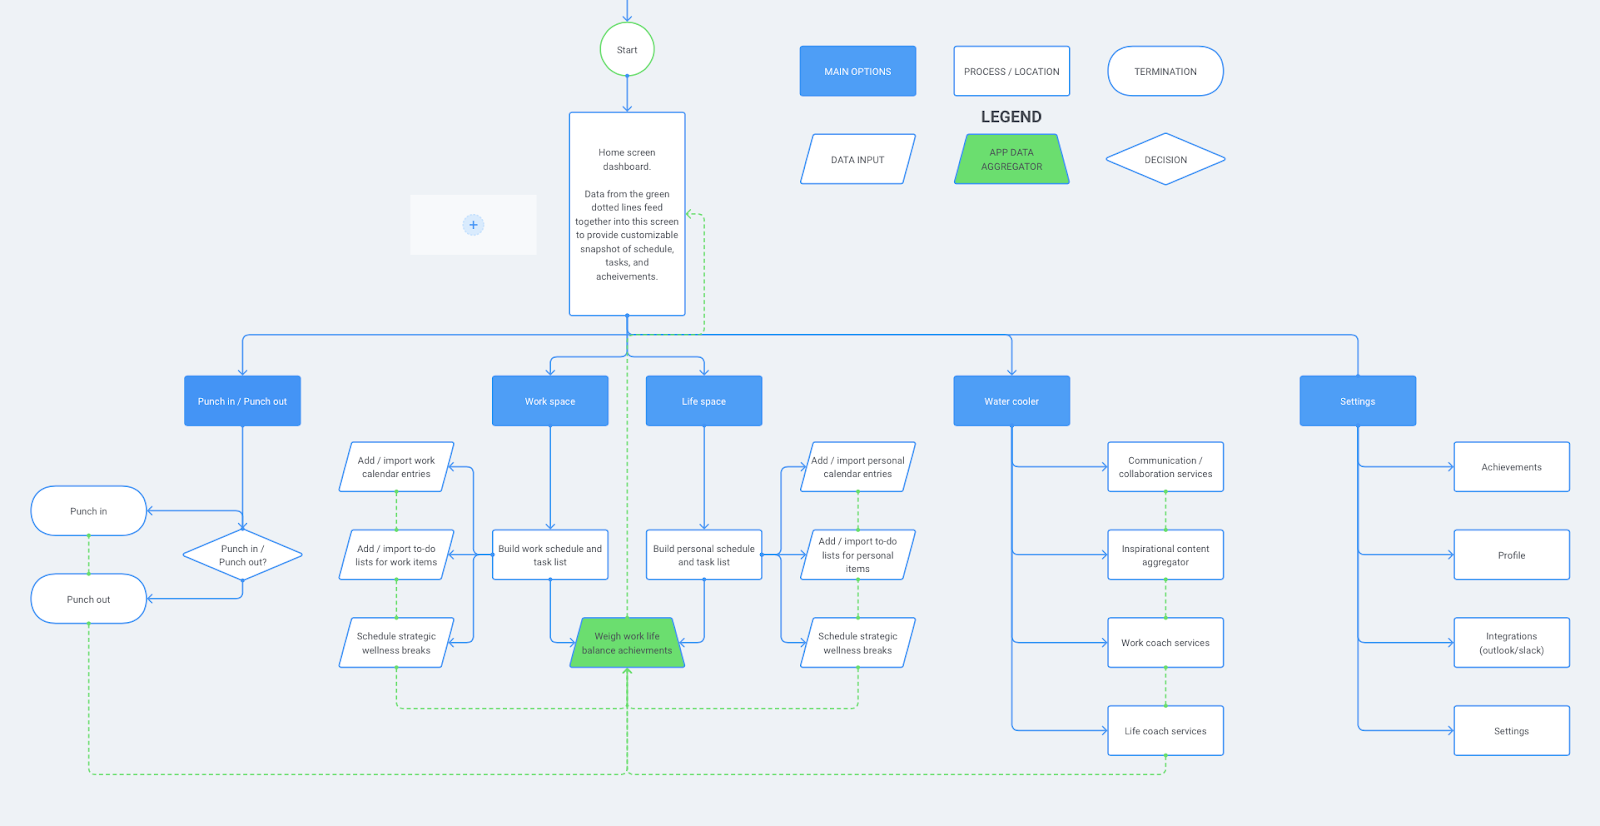 Start
MAIN OPTIONS
PROCESS / LOCATION
TERMINATION
LEGEND
DATA INPUT
APP DATA
AGGREGATOR
DECISION
Home screen
dashboard.
Data from the green
dotted lines feed
together into this screen
to provide customizable
snapshot of schedule,
tasks, and
acheivements.
+
Punch in / Punch out
Work space
Life space
Water cooler
Settings
Punch in
Punch in /
Punch out?
Punch out
Add / import work
calendar entries
Add / import to-do
lists for work items
Schedule strategic
wellness breaks
Build work schedule and
task list
Build personal schedule
and task list
Weigh work life
balance achievments
Add / import personal
calendar entries
Add / import to-do
lists for personal
items
Schedule strategic
wellness breaks
Communication /
collaboration services
Inspirational content
aggregator
Work coach services
Life coach services
Achievements
Profile
Integrations
(outlook/slack)
Settings